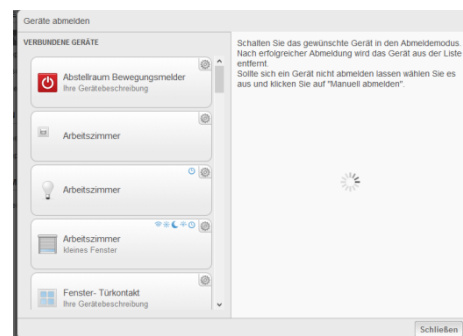 Geräte abmelden
VERBUNDENE GERÄTE
Abstellraum Bewegungsmelder
Ihre Gerätebeschreibung
Arbeitszimmer
Arbeitszimmer
Arbeitszimmer
kleines Fenster
Fenster- Türkontakt
Ihre Gerätebeschreibung
Schalten Sie das gewünschte Gerät in den Abmeldemodus.
Nach erfolgreicher Abmeldung wird das Gerät aus der Liste
entfernt.
Sollte sich ein Gerät nicht abmelden lassen wählen Sie es
aus und klicken Sie auf "Manuell abmelden".
Schließen